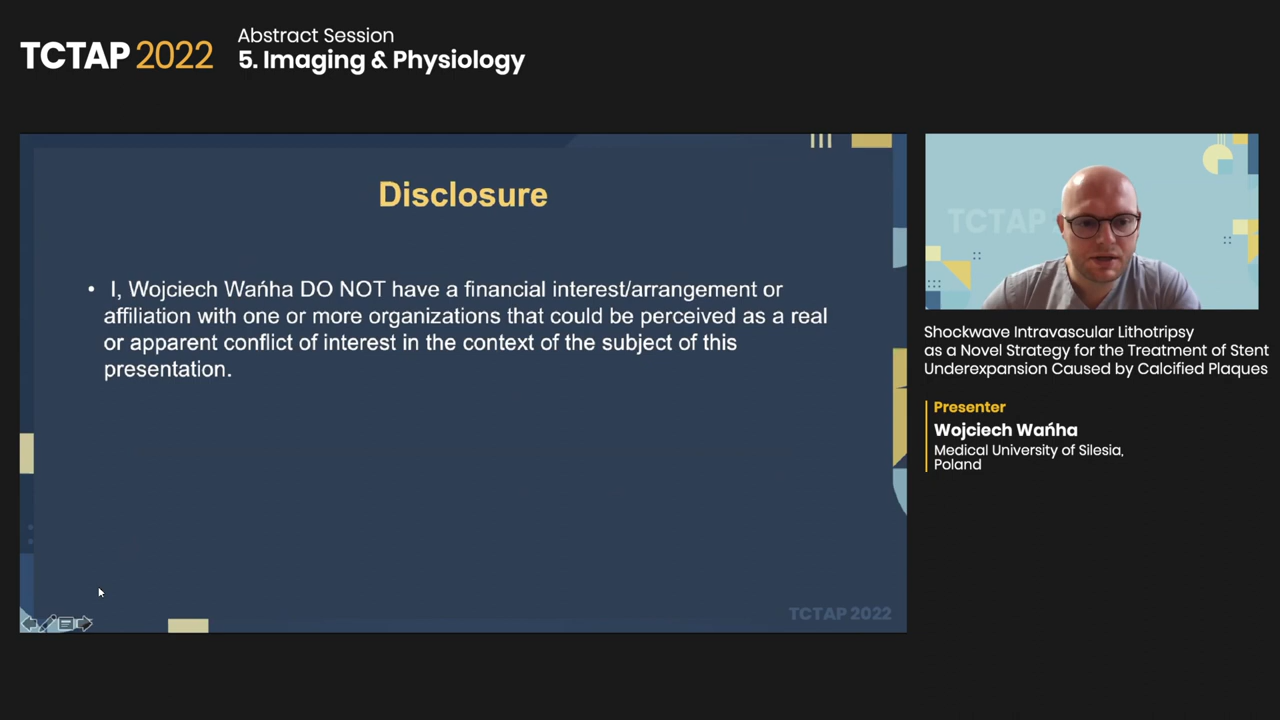 TCTAP 2022
Abstract Session
5. Imaging & Physiology
Disclosure
• I, Wojciech Wańha DO NOT have a financial interest/arrangement or
affiliation with one or more organizations that could be perceived as a real
or apparent conflict of interest in the context of the subject of this
presentation.
TCTAP 2022
TCTAP
Shockwave Intravascular Lithotripsy
as a Novel Strategy for the Treatment of Stent
Underexpansion Caused by Calcified Plaques
Presenter
Wojciech Wańha
Medical University of Silesia,
Poland